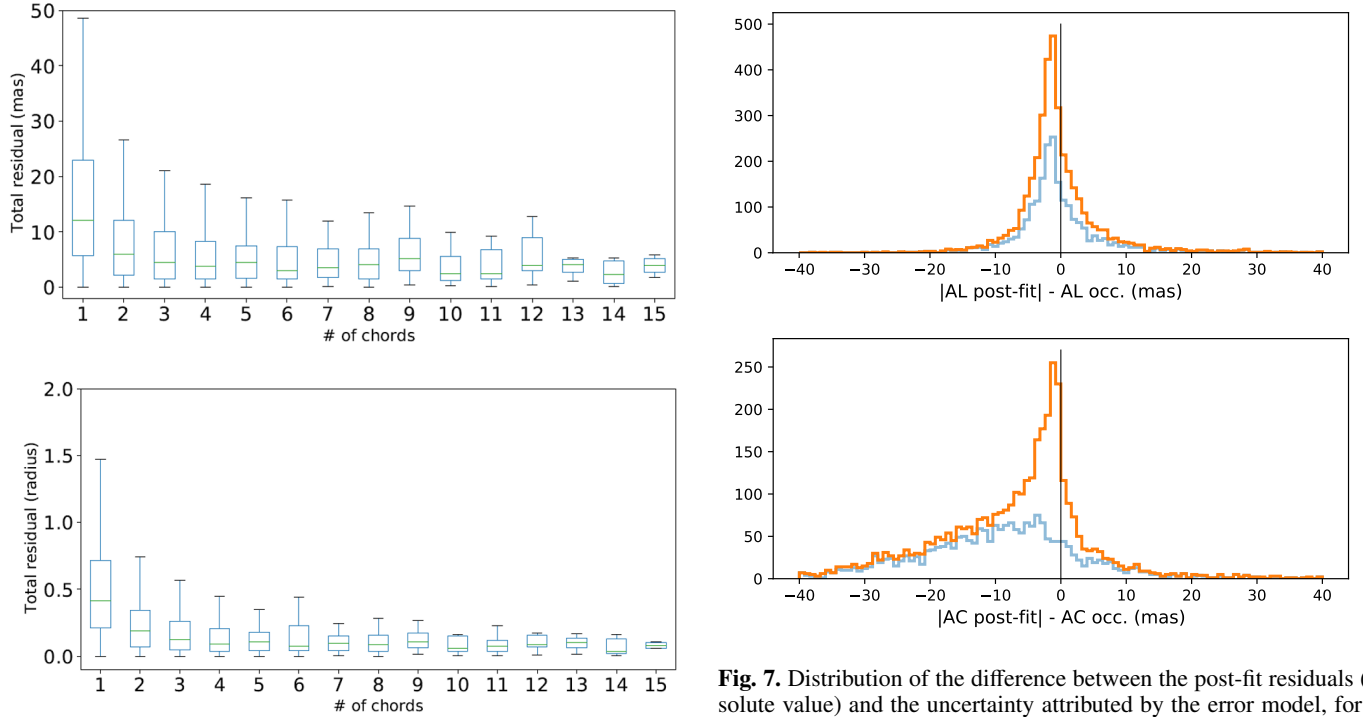 50
40
30
20
10
0
Total residual (mas)
1 2 3 4 5 6 7 8 9 10 11 12 13 14 15
# of chords
2.0
1.5
1.0
0.5
0.0
Total residual (radius)
1 2 3 4 5 6 7 8 9 10 11 12 13 14 15
# of chords
500
400
300
200
100
0
−40 −30 −20 −10 0 10 20 30 40
|AL post-fit| - AL occ. (mas)
250
200
150
100
50
0
−40 −30 −20 −10 0 10 20 30 40
|AC post-fit| - AC occ. (mas)
Fig. 7. Distribution of the difference between the post-fit residuals (
solute value) and the uncertainty attributed by the error model, for